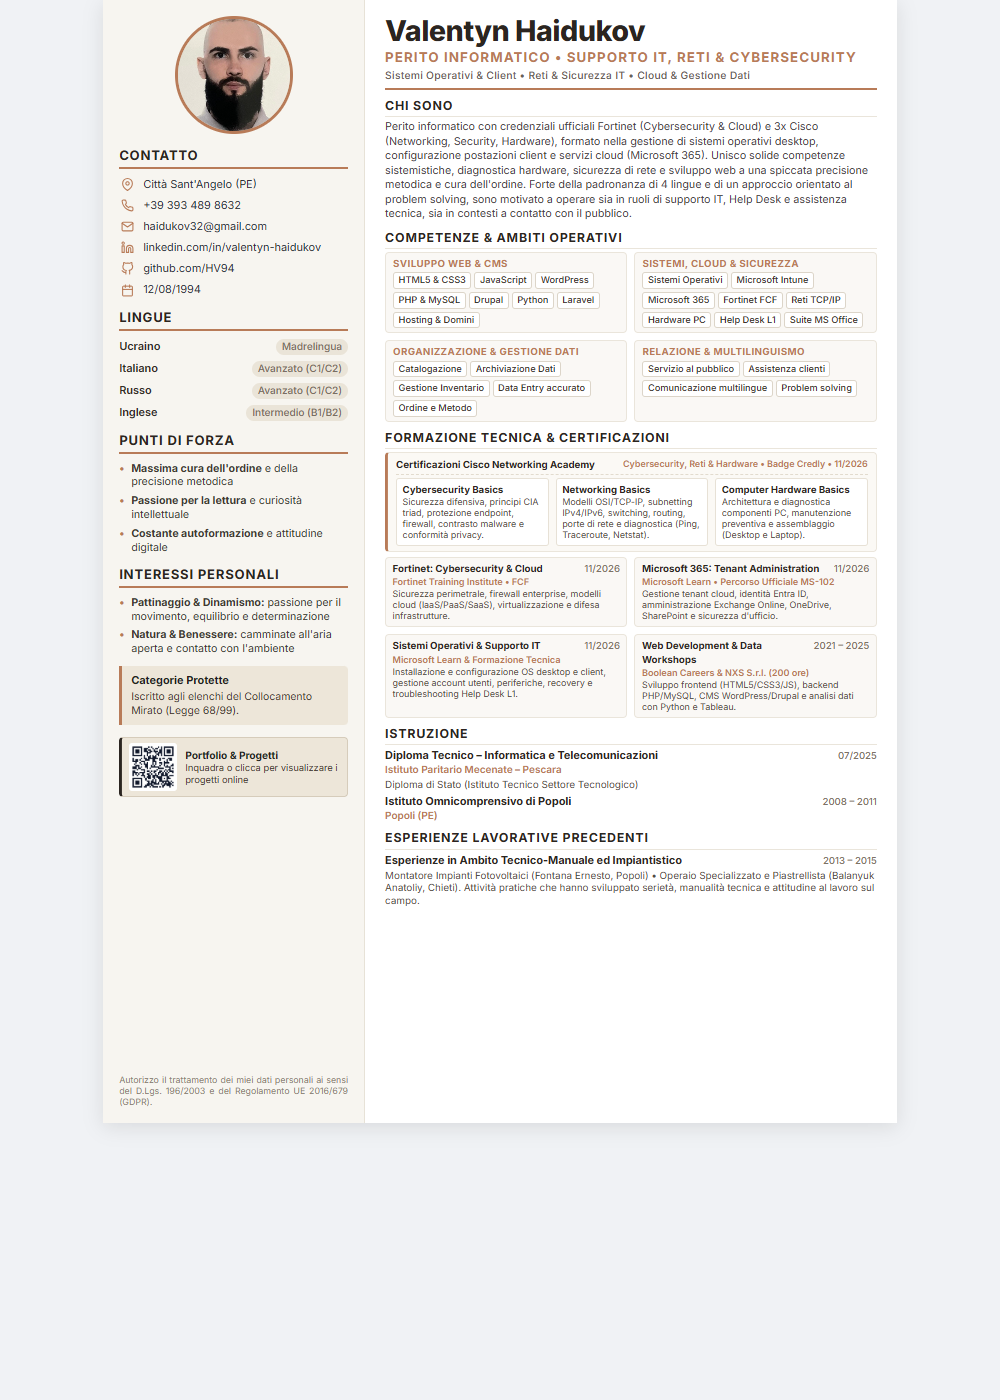 CONTATTO
Città Sant'Angelo (PE)
+39 393 489 8632
haidukov32@gmail.com
linkedin.com/in/valentyn-haidukov
github.com/HV94
12/08/1994
LINGUE
Ucraino Madrelingua
Italiano Avanzato (C1/C2)
Russo Avanzato (C1/C2)
Inglese Intermedio (B1/B2)
PUNTI DI FORZA
• Massima cura dell'ordine e della
precisione metodica
• Passione per la lettura e curiosità
intellettuale
• Costante autoformazione e attitudine
digitale
INTERESSI PERSONALI
• Pattinaggio & Dinamismo: passione per il
movimento, equilibrio e determinazione
• Natura & Benessere: camminate all'aria
aperta e contatto con l'ambiente
Categorie Protette
Iscritto agli elenchi del Collocamento
Mirato (Legge 68/99).
Portfolio & Progetti
Inquadra o clicca per visualizzare i
progetti online
Autorizzo il trattamento dei miei dati personali ai sensi
del D.Lgs. 196/2003 e del Regolamento UE 2016/679
(GDPR).
Valentyn Haidukov
PERITO INFORMATICO • SUPPORTO IT, RETI & CYBERSECURITY
Sistemi Operativi & Client • Reti & Sicurezza IT • Cloud & Gestione Dati
CHI SONO
Perito informatico con credenziali ufficiali Fortinet (Cybersecurity & Cloud) e 3x Cisco
(Networking, Security, Hardware), formato nella gestione di sistemi operativi desktop,
configurazione postazioni client e servizi cloud (Microsoft 365). Unisco solide competenze
sistemistiche, diagnostica hardware, sicurezza di rete e sviluppo web a una spiccata precisione
metodica e cura dell'ordine. Forte della padronanza di 4 lingue e di un approccio orientato al
problem solving, sono motivato a operare sia in ruoli di supporto IT, Help Desk e assistenza
tecnica, sia in contesti a contatto con il pubblico.
COMPETENZE & AMBITI OPERATIVI
SVILUPPO WEB & CMS
HTML5 & CSS3 JavaScript WordPress
PHP & MySQL Drupal Python Laravel
Hosting & Domini
SISTEMI, CLOUD & SICUREZZA
Sistemi Operativi Microsoft Intune
Microsoft 365 Fortinet FCF Reti TCP/IP
Hardware PC Help Desk L1 Suite MS Office
ORGANIZZAZIONE & GESTIONE DATI
Catalogazione Archiviazione Dati
Gestione Inventario Data Entry accurato
Ordine e Metodo
RELAZIONE & MULTILINGUISMO
Servizio al pubblico Assistenza clienti
Comunicazione multilingue Problem solving
FORMAZIONE TECNICA & CERTIFICAZIONI
Certificazioni Cisco Networking Academy Cybersecurity, Reti & Hardware • Badge Credly • 11/2026
Cybersecurity Basics
Sicurezza difensiva, principi CIA
triad, protezione endpoint,
firewall, contrasto malware e
conformità privacy.
Networking Basics
Modelli OSI/TCP-IP, subnetting
IPv4/IPv6, switching, routing,
porte di rete e diagnostica (Ping,
Traceroute, Netstat).
Computer Hardware Basics
Architettura e diagnostica
componenti PC, manutenzione
preventiva e assemblaggio
(Desktop e Laptop).
Fortinet: Cybersecurity & Cloud 11/2026
Fortinet Training Institute • FCF
Sicurezza perimetrale, firewall enterprise, modelli
cloud (IaaS/PaaS/SaaS), virtualizzazione e difesa
infrastrutture.
Microsoft 365: Tenant Administration 11/2026
Microsoft Learn • Percorso Ufficiale MS-102
Gestione tenant cloud, identità Entra ID,
amministrazione Exchange Online, OneDrive,
SharePoint e sicurezza d'ufficio.
Sistemi Operativi & Supporto IT 11/2026
Microsoft Learn & Formazione Tecnica
Installazione e configurazione OS desktop e client,
gestione account utenti, periferiche, recovery e
troubleshooting Help Desk L1.
Web Development & Data 2021 – 2025
Workshops
Boolean Careers & NXS S.r.l. (200 ore)
Sviluppo frontend (HTML5/CSS3/JS), backend
PHP/MySQL, CMS WordPress/Drupal e analisi dati
con Python e Tableau.
ISTRUZIONE
Diploma Tecnico – Informatica e Telecomunicazioni 07/2025
Istituto Paritario Mecenate – Pescara
Diploma di Stato (Istituto Tecnico Settore Tecnologico)
Istituto Omnicomprensivo di Popoli 2008 – 2011
Popoli (PE)
ESPERIENZE LAVORATIVE PRECEDENTI
Esperienze in Ambito Tecnico-Manuale ed Impiantistico 2013 – 2015
Montatore Impianti Fotovoltaici (Fontana Ernesto, Popoli) • Operaio Specializzato e Piastrellista (Balanyuk
Anatoliy, Chieti). Attività pratiche che hanno sviluppato serietà, manualità tecnica e attitudine al lavoro sul
campo.